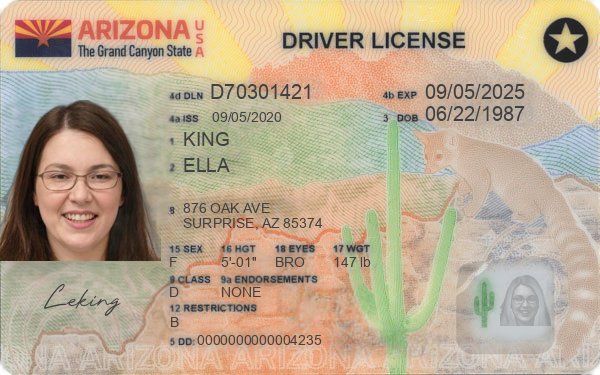 ARIZONA USA
The Grand Canyon State
DRIVER LICENSE
4d DLN D70301421
4b EXP 09/05/2025
4a ISS 09/05/2020
3 DOB 06/22/1987
1 KING
2 ELLA
8 876 OAK AVE
SURPRISE, AZ 85374
15 SEX 16 HGT 18 EYES 17 WGT
F 5'-01" BRO 147 lb
9 CLASS 9a ENDORSEMENTS
D NONE
12 RESTRICTIONS
B
5 DD: 0000000000004235
Leking
ARIZONA ARIZONA ARIZONA ARIZONA